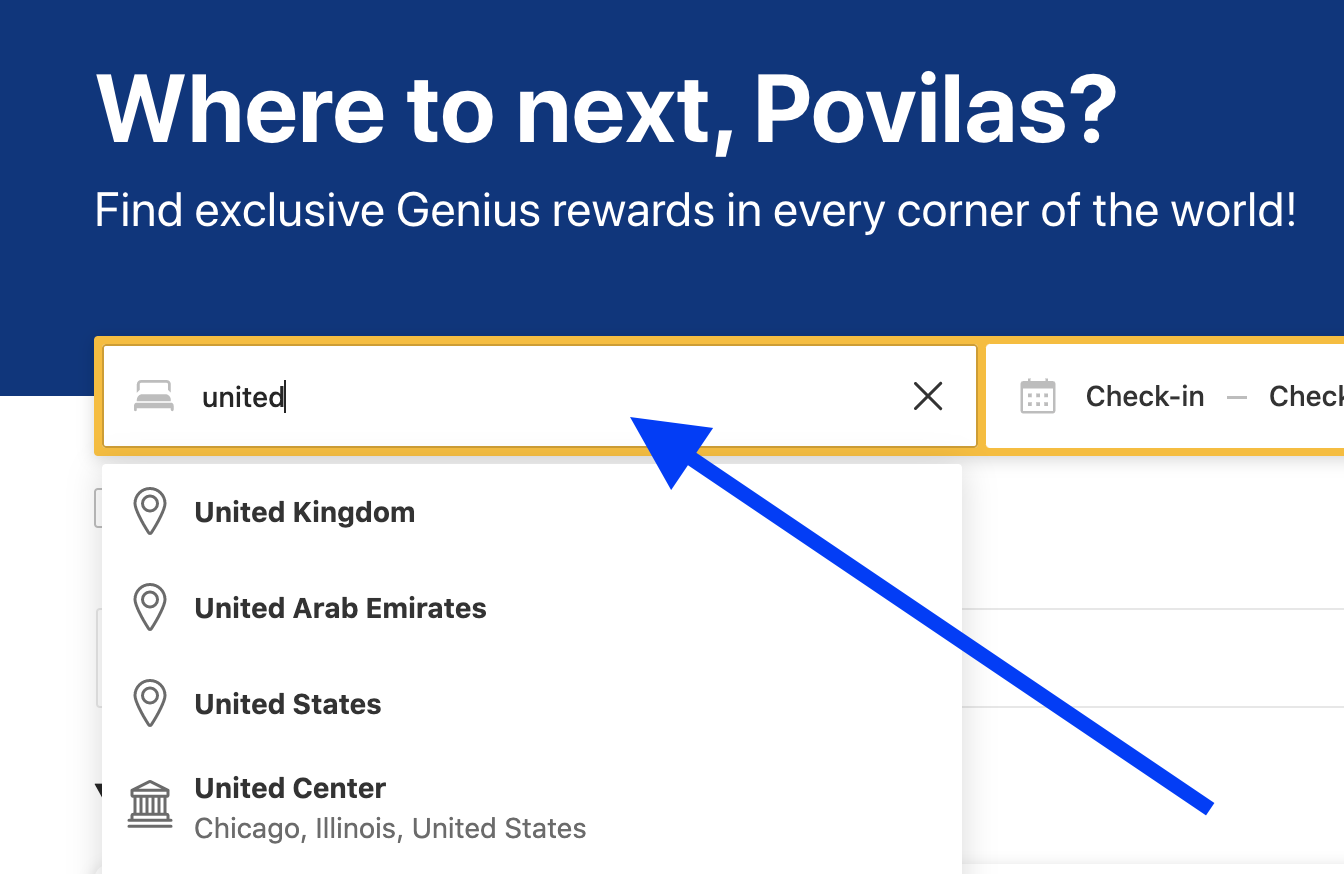 Where to next, Povilas?
Find exclusive Genius rewards in every corner of the world!
united
Check-in — Check
United Kingdom
United Arab Emirates
United States
United Center
Chicago, Illinois, United States